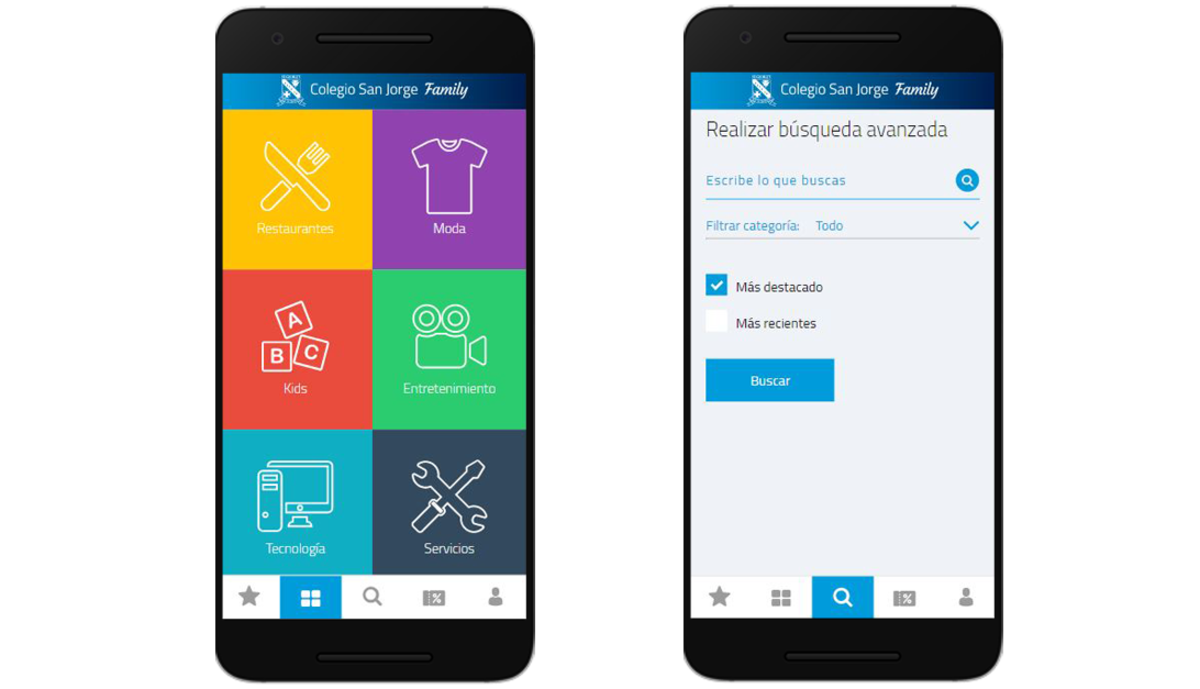 Colegio San Jorge Family
Restaurantes
Moda
A
B C
Kids
Entretenimiento
Tecnología
Servicios
%
Colegio San Jorge Family
Realizar búsqueda avanzada
Escribe lo que buscas
Filtrar categoría: Todo
Más destacado
Más recientes
Buscar
%